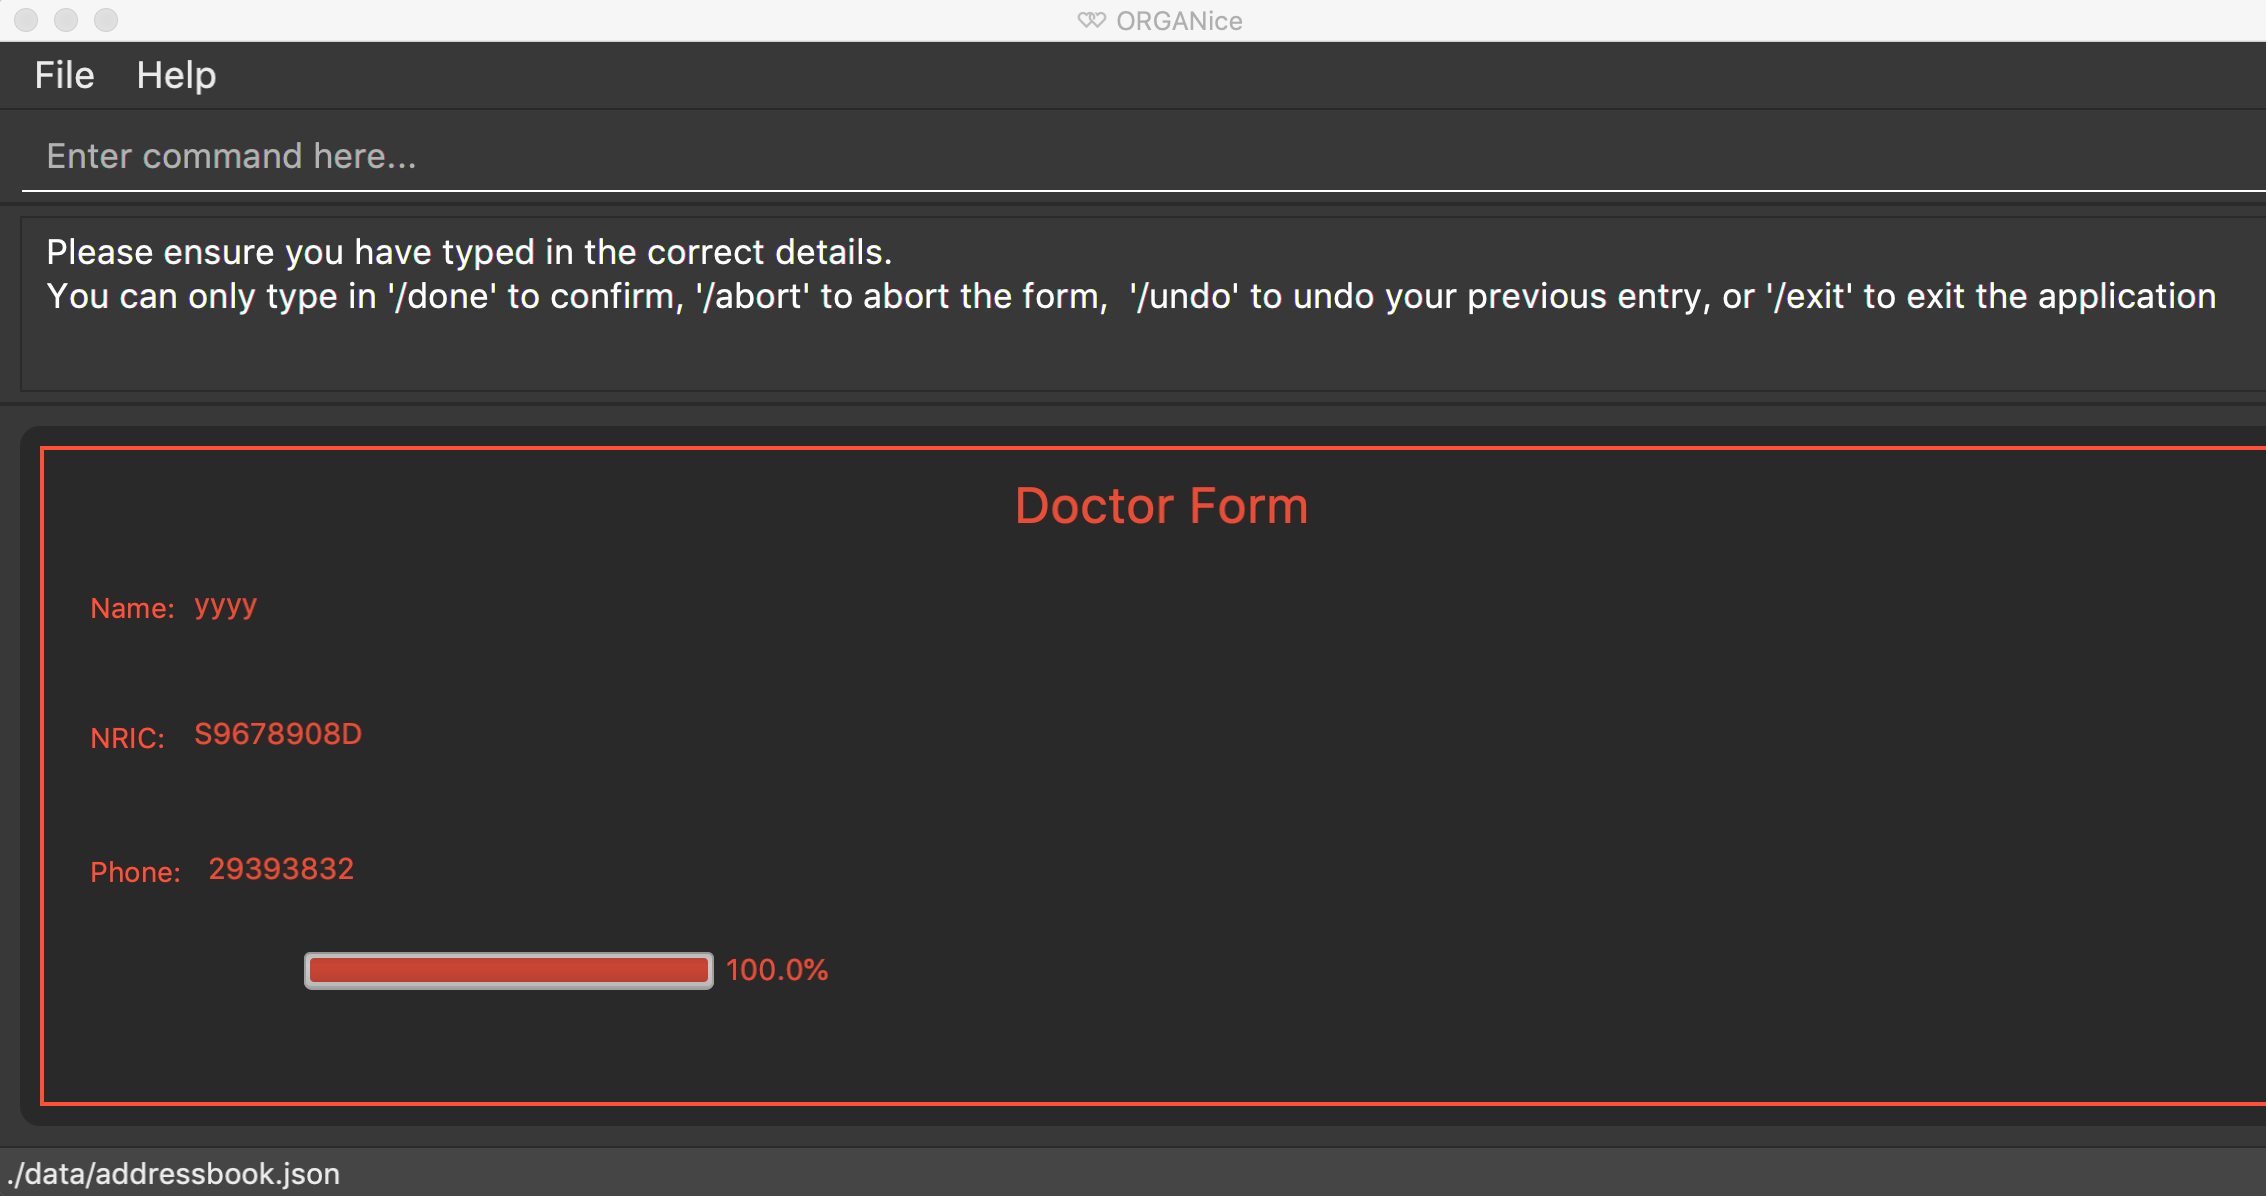 ORGANice
File Help
Enter command here...
Please ensure you have typed in the correct details.
You can only type in '/done' to confirm, '/abort' to abort the form,  '/undo' to undo your previous entry, or '/exit' to exit the application
Doctor Form
Name: yyyy
NRIC: S9678908D
Phone: 29393832
100.0%
./data/addressbook.json